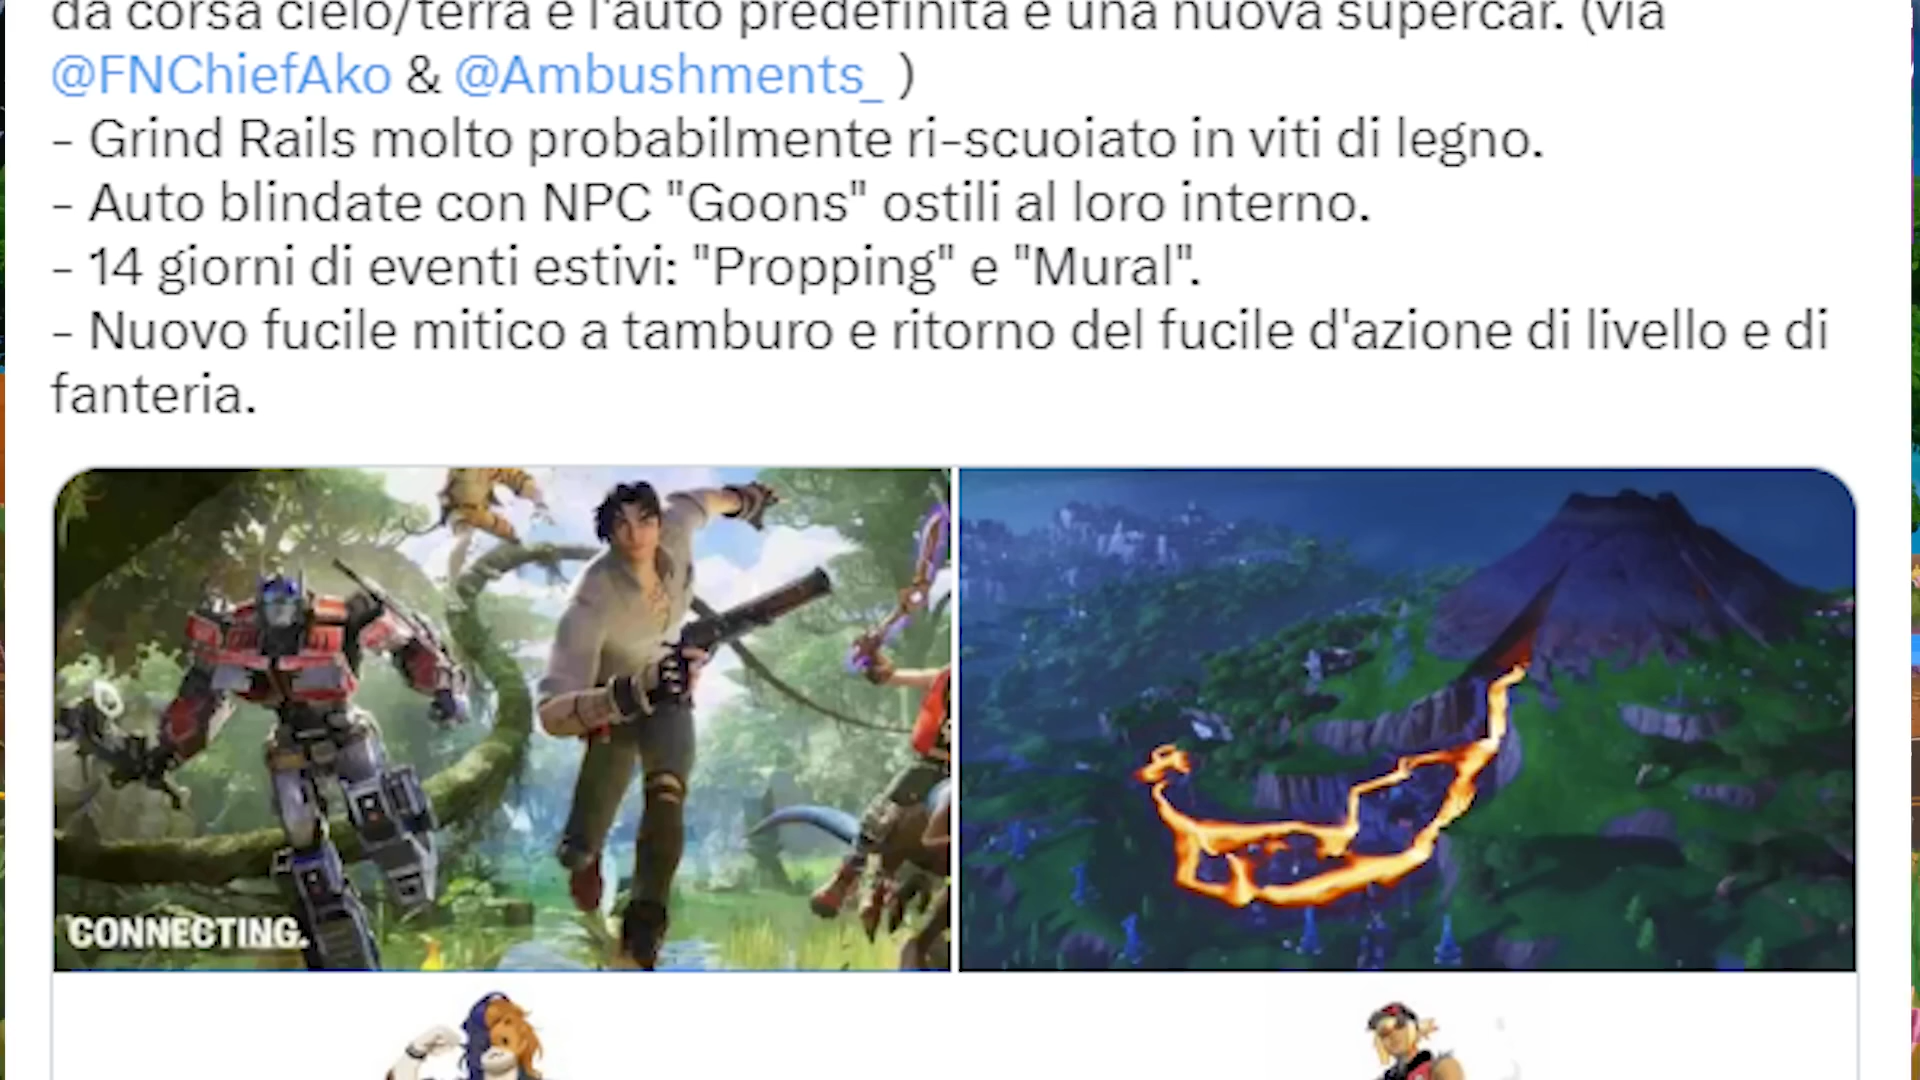 da corsa cielo/terra e l'auto predefinita è una nuova supercar. (via
@FNChiefAko & @Ambushments_ )
- Grind Rails molto probabilmente ri-scuoiato in viti di legno.
- Auto blindate con NPC "Goons" ostili al loro interno.
- 14 giorni di eventi estivi: "Propping" e "Mural".
- Nuovo fucile mitico a tamburo e ritorno del fucile d'azione di livello e di
fanteria.
CONNECTING.